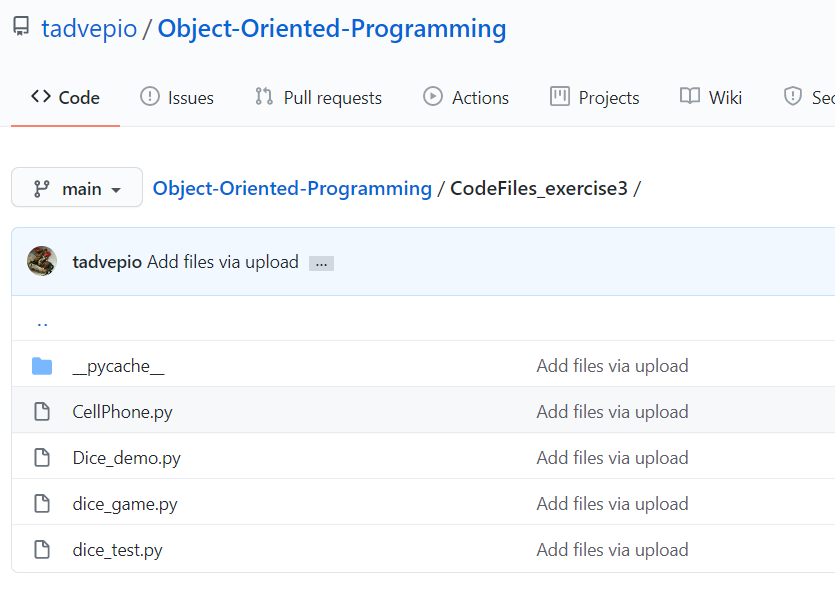 tadvepio / Object-Oriented-Programming
Code Issues Pull requests Actions Projects Wiki Sec
main Object-Oriented-Programming / CodeFiles_exercise3 /
tadvepio Add files via upload ...
..
__pycache__ Add files via upload
CellPhone.py Add files via upload
Dice_demo.py Add files via upload
dice_game.py Add files via upload
dice_test.py Add files via upload